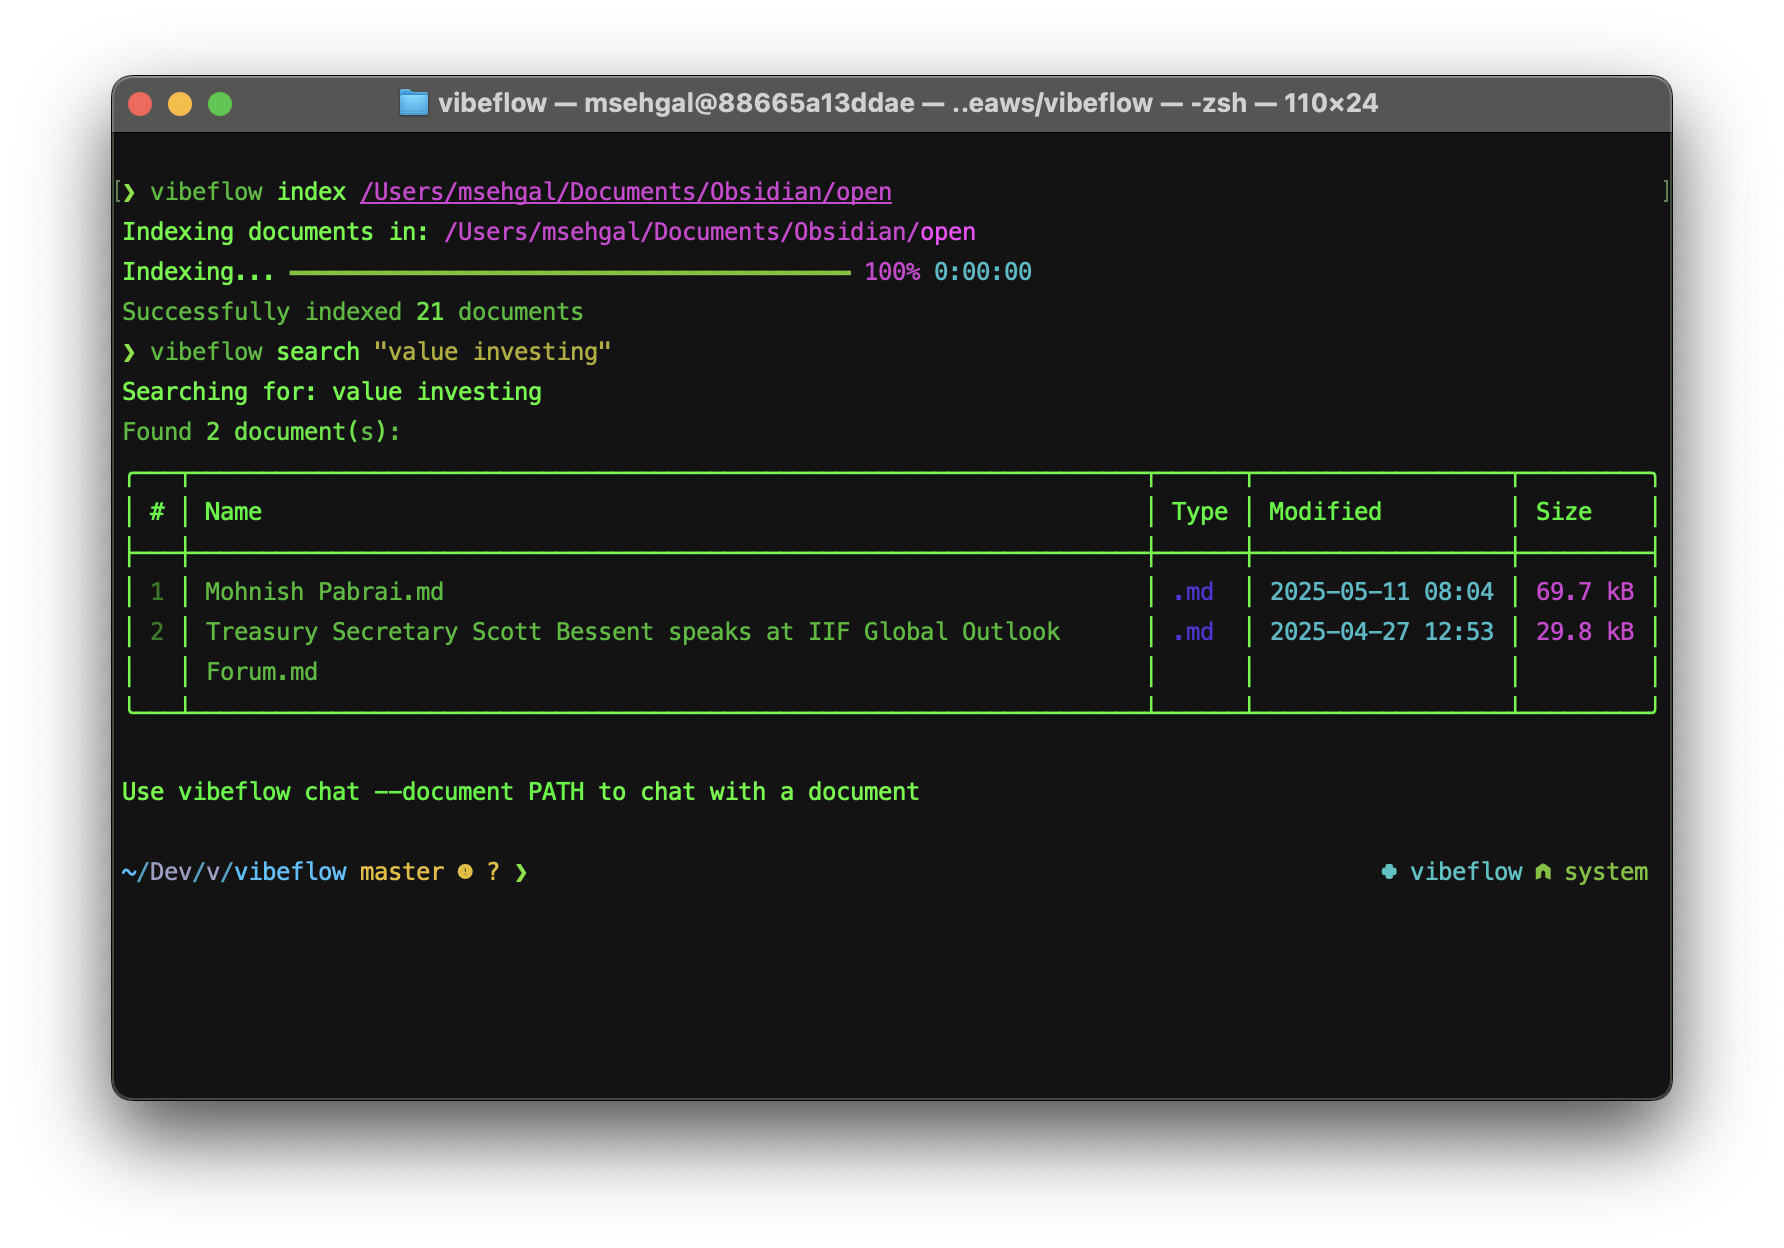 vibeflow — msehgal@88665a13ddae — ..eaws/vibeflow — -zsh — 110×24
[❯ vibeflow index /Users/msehgal/Documents/Obsidian/open ]
Indexing documents in: /Users/msehgal/Documents/Obsidian/open
Indexing... ━━━━━━━━━━━━━━━━━━━━━━━━━━━━━━━━━━━━━━━━ 100% 0:00:00
Successfully indexed 21 documents
❯ vibeflow search "value investing"
Searching for: value investing
Found 2 document(s):
# Name Type Modified Size
1 Mohnish Pabrai.md .md 2025-05-11 08:04 69.7 kB
2 Treasury Secretary Scott Bessent speaks at IIF Global Outlook .md 2025-04-27 12:53 29.8 kB
Forum.md
Use vibeflow chat --document PATH to chat with a document
~/Dev/v/vibeflow master ? ❯ vibeflow system